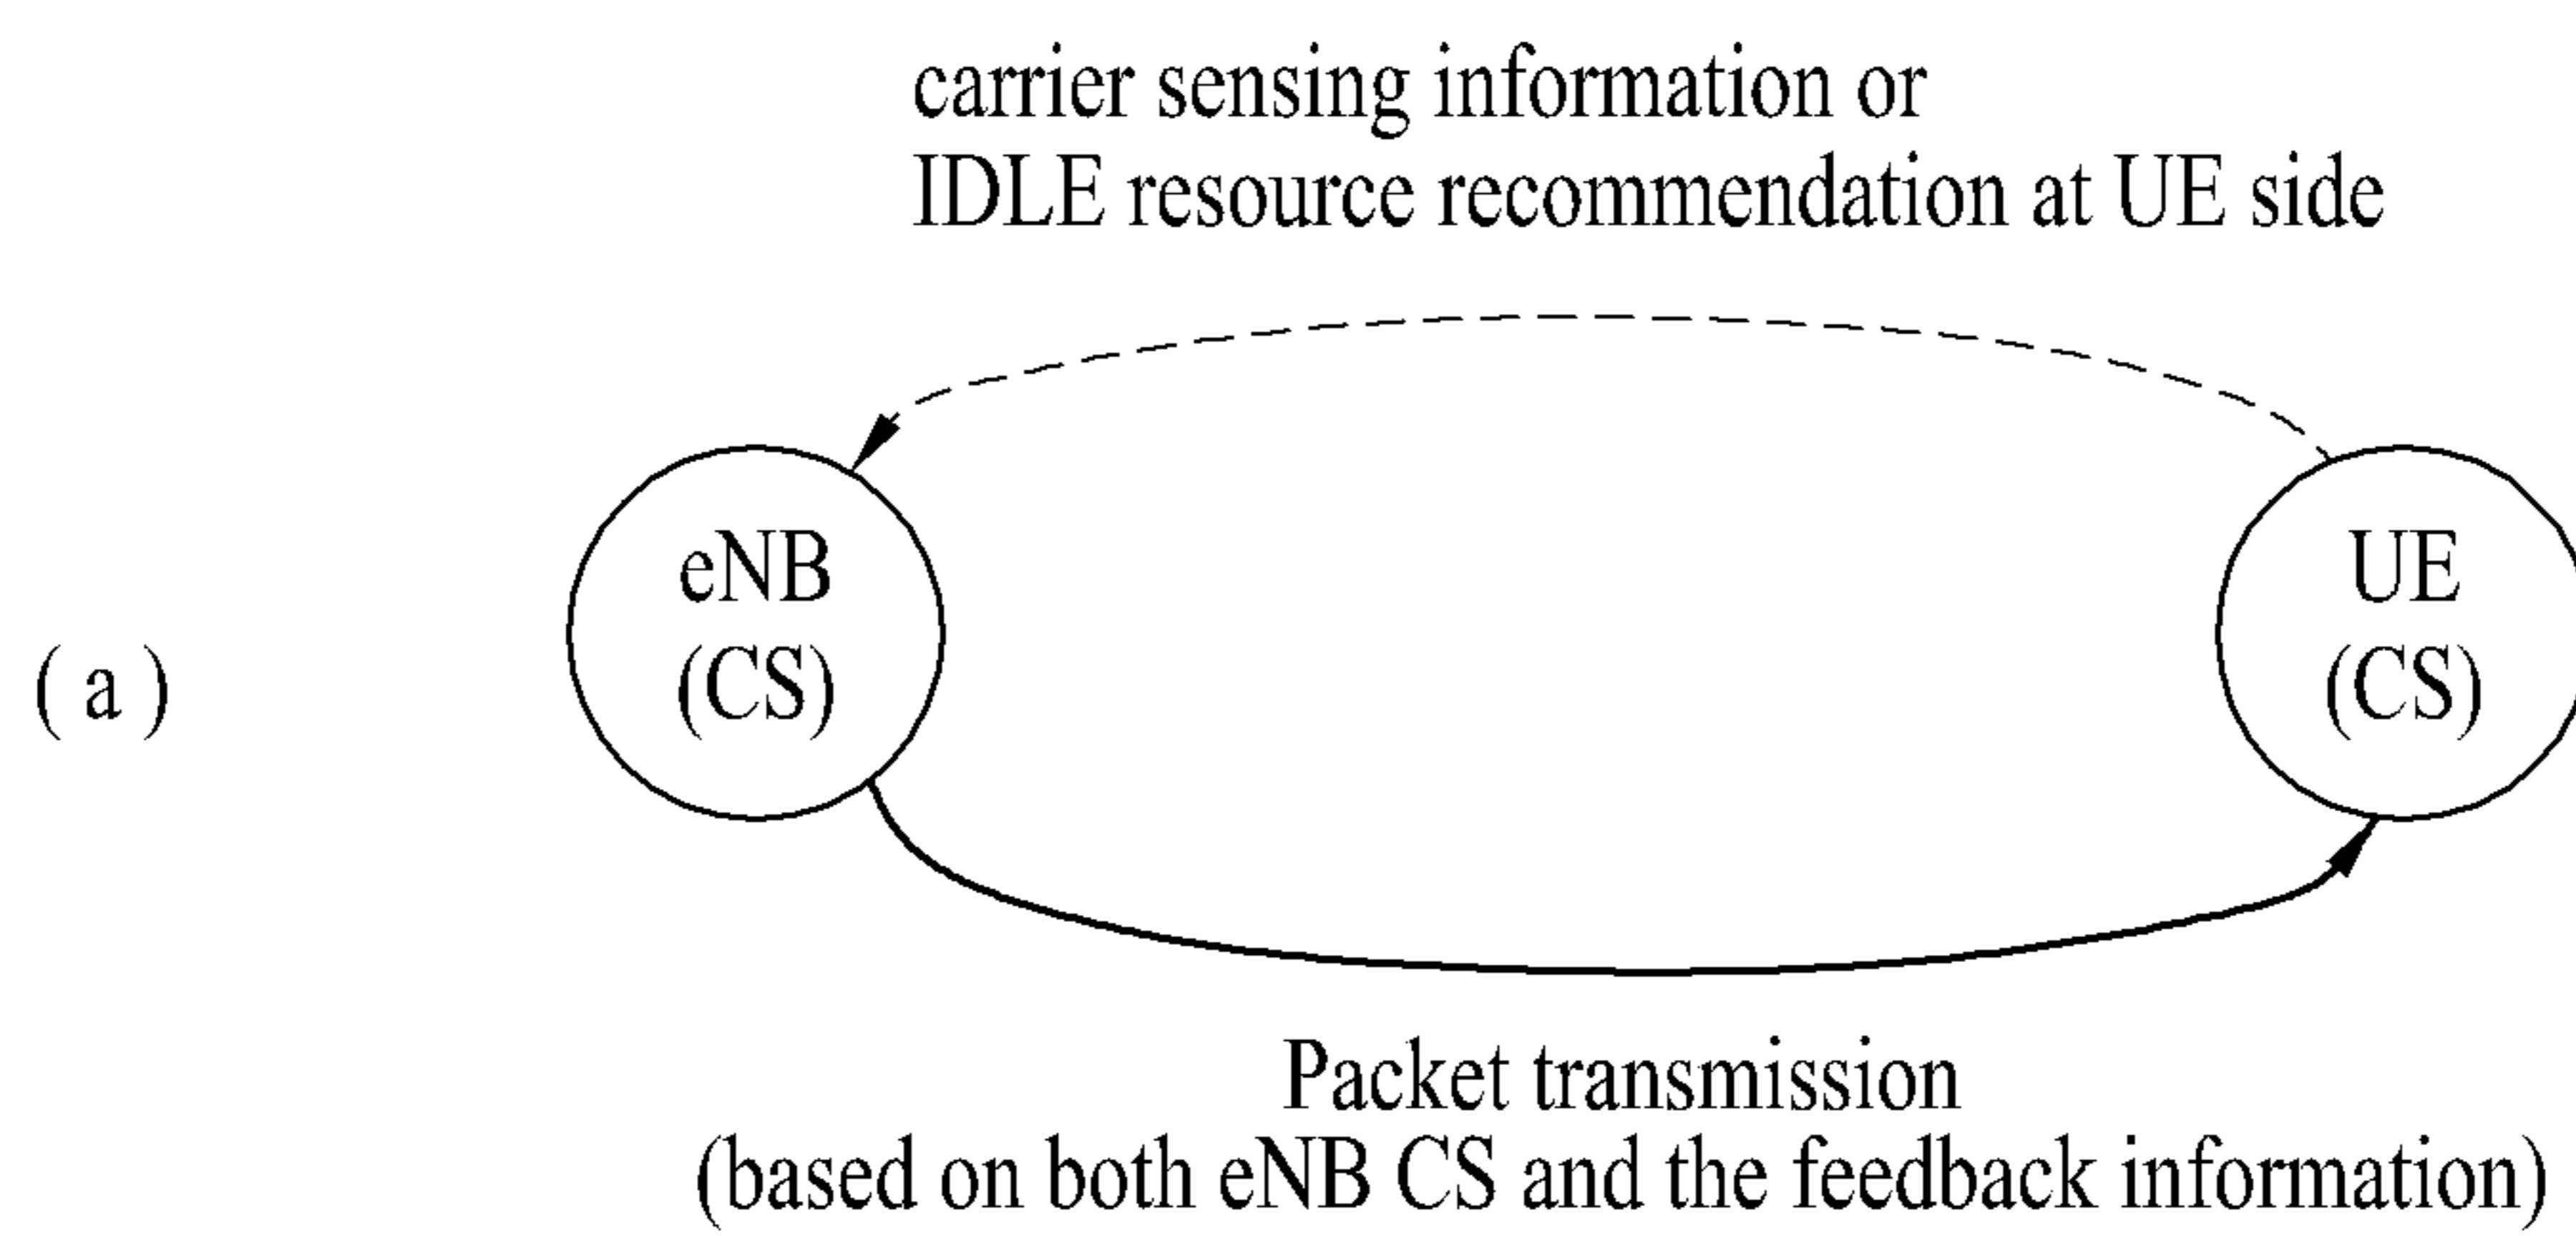 carrier sensing information or
IDLE resource recommendation at UE side
eNB
(CS)
UE
(CS)
( a )
Packet transmission
(based on both eNB CS and the feedback information)